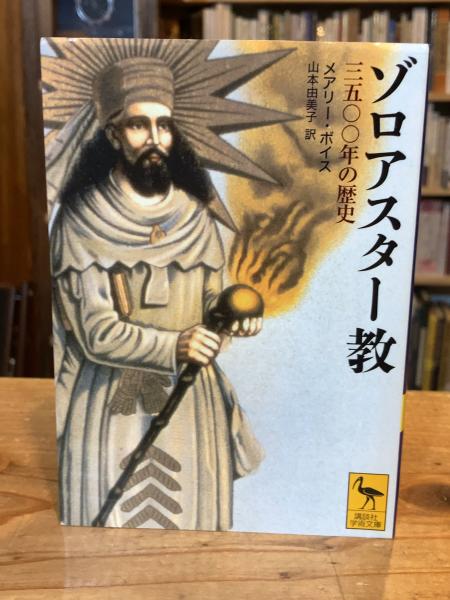 ゾロアスター教
三五〇〇年の歴史
メアリー・ボイス
山本由美子 訳
講談社
学術文庫